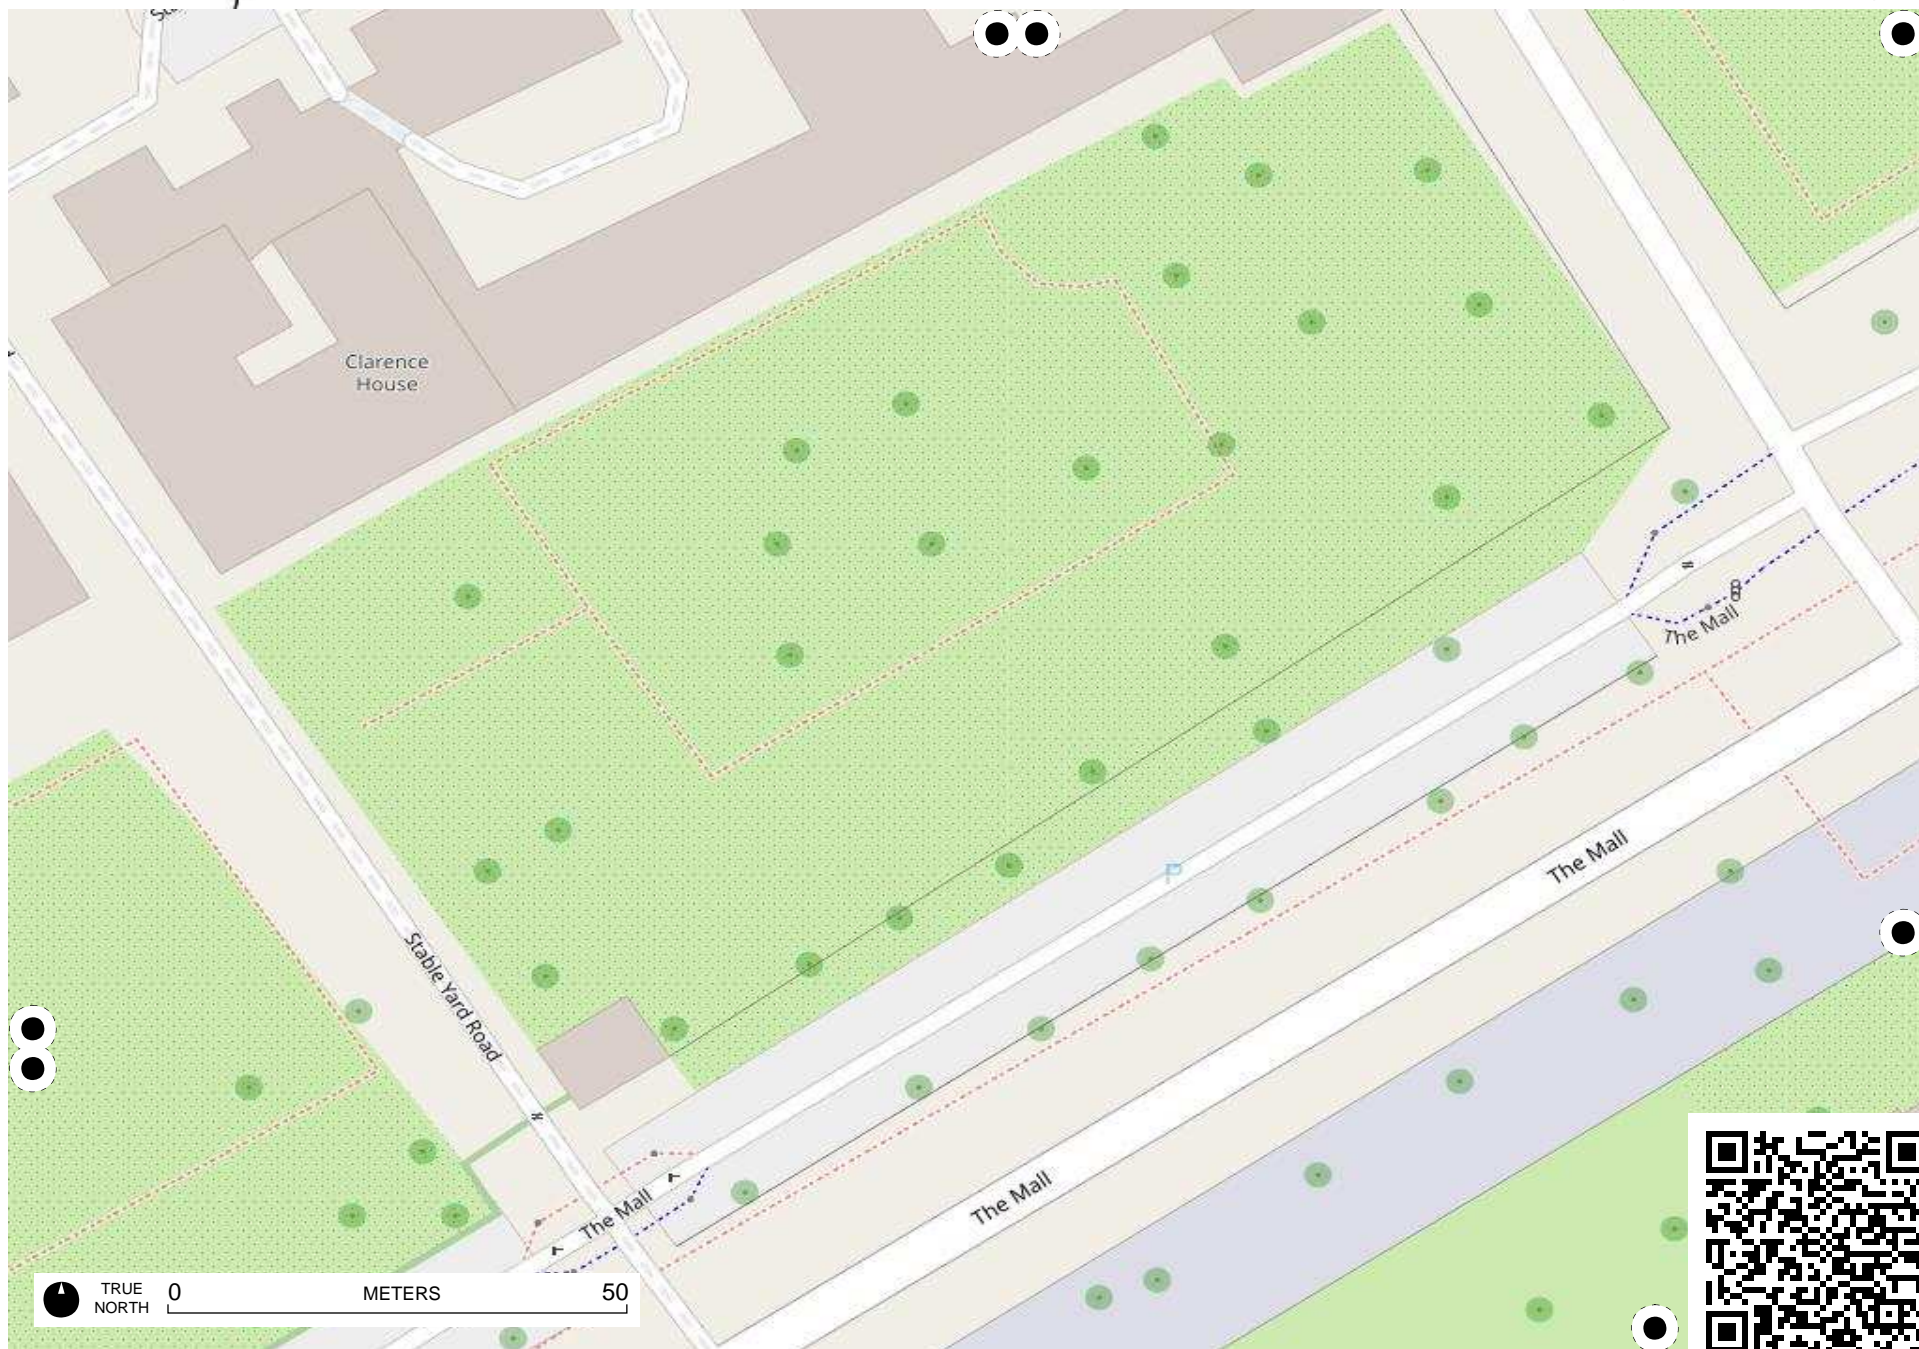 Clarence
House
The Mall
The Mall
Stable Yard Road
P
The Mall
The Mall
TRUE
NORTH
0
METERS
50